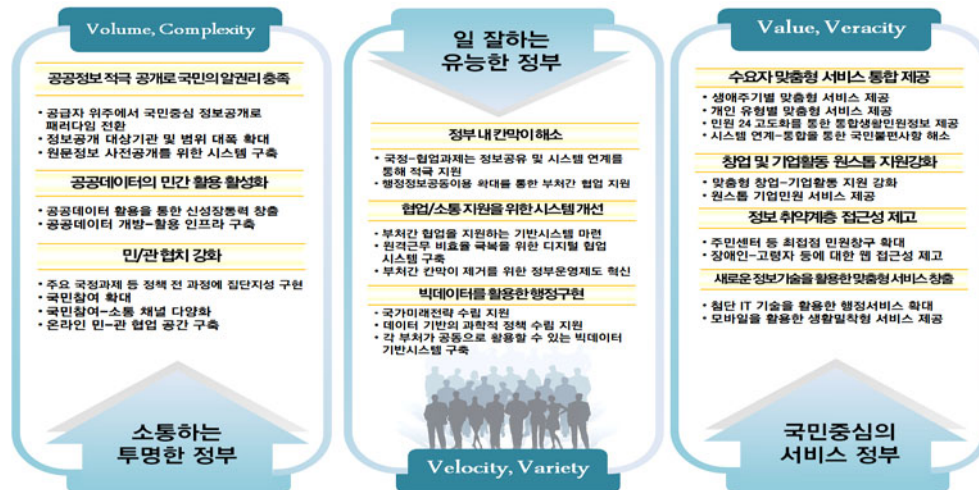 Volume, Complexity
공공정보 적극 공개로 국민의 알권리 충족
• 공급자 위주에서 국민중심 정보공개로
패러다임 전환
• 정보공개 대상기관 및 범위 대폭 확대
• 원문정보 사전공개를 위한 시스템 구축
공공데이터의 민간 활용 활성화
• 공공데이터 활용을 통한 신성장동력 창출
• 공공데이터 개방-활용 인프라 구축
민/관 협치 강화
• 주요 국정과제 등 정책 전 과정에 집단지성 구현
• 국민참여 확대
• 국민참여-소통 채널 다양화
• 온라인 민-관 협업 공간 구축
소통하는
투명한 정부
일 잘하는
유능한 정부
정부 내 칸막이 해소
• 국정-협업과제는 정보공유 및 시스템 연계를
통해 적극 지원
• 행정정보공동이용 확대를 통한 부처간 협업 지원
협업/소통 지원을 위한 시스템 개선
• 부처간 협업을 지원하는 기반시스템 마련
• 원격근무 비효율 극복을 위한 디지털 협업
시스템 구축
• 부처간 칸막이 제거를 위한 정부운영제도 혁신
빅데이터를 활용한 행정구현
• 국가미래전략 수립 지원
• 데이터 기반의 과학적 정책 수립 지원
• 각 부처가 공동으로 활용할 수 있는 빅데이터
기반시스템 구축
Velocity, Variety
Value, Veracity
수요자 맞춤형 서비스 통합 제공
• 생애주기별 맞춤형 서비스 제공
• 개인 유형별 맞춤형 서비스 제공
• 민원 24 고도화를 통한 통합생활민원정보 제공
• 시스템 연계-통합을 통한 국민불편사항 해소
창업 및 기업활동 원스톱 지원강화
• 맞춤형 창업-기업활동 지원 강화
• 원스톱 기업민원 서비스 제공
정보 취약계층 접근성 제고
• 주민센터 등 최접점 민원창구 확대
• 장애인-고령자 등에 대한 웹 접근성 제고
새로운 정보기술을 활용한 맞춤형 서비스 창출
• 첨단 IT 기술을 활용한 행정서비스 확대
• 모바일을 활용한 생활밀착형 서비스 제공
국민중심의
서비스 정부